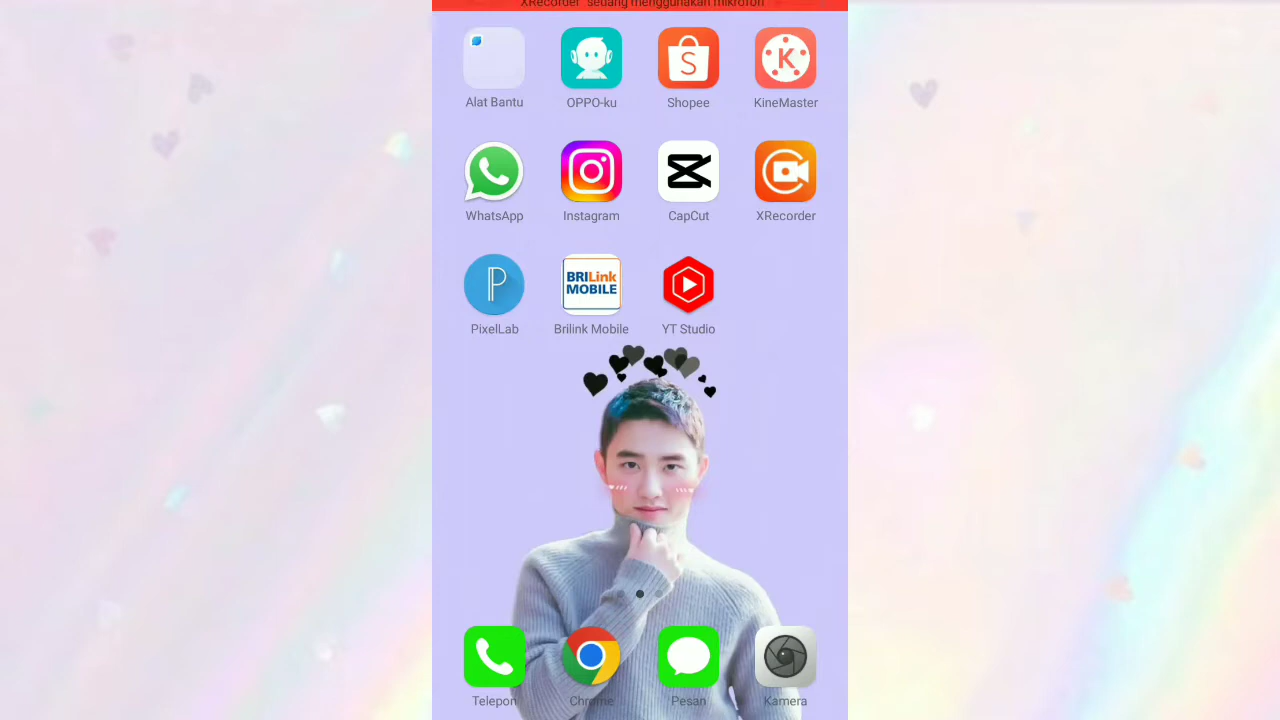 XRecorder" sedang menggunakan mikrofon
Alat Bantu
OPPO-ku
Shopee
KineMaster
WhatsApp
Instagram
CapCut
XRecorder
BRILink
MOBILE
PixelLab
Brilink Mobile
YT Studio
Telepon
Chrome
Pesan
Kamera